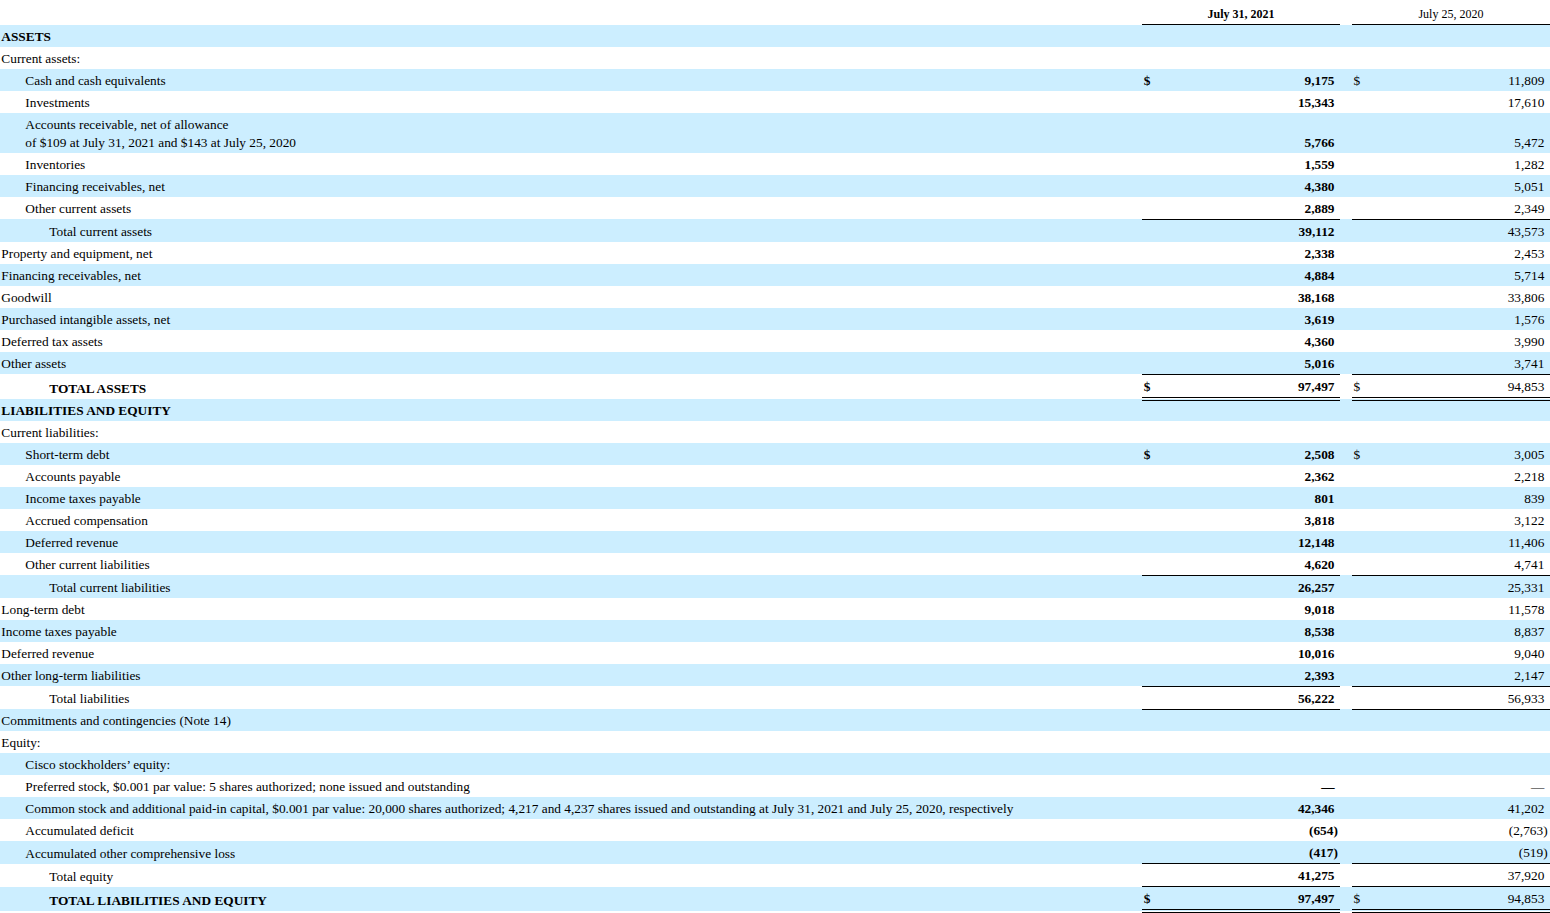 July 31, 2021 July 25, 2020
ASSETS
Current assets:
Cash and cash equivalents $ 9,175 $ 11,809
Investments 15,343 17,610
Accounts receivable, net of allowance
of $109 at July 31, 2021 and $143 at July 25, 2020 5,766 5,472
Inventories 1,559 1,282
Financing receivables, net 4,380 5,051
Other current assets 2,889 2,349
Total current assets 39,112 43,573
Property and equipment, net 2,338 2,453
Financing receivables, net 4,884 5,714
Goodwill 38,168 33,806
Purchased intangible assets, net 3,619 1,576
Deferred tax assets 4,360 3,990
Other assets 5,016 3,741
TOTAL ASSETS $ 97,497 $ 94,853
LIABILITIES AND EQUITY
Current liabilities:
Short-term debt $ 2,508 $ 3,005
Accounts payable 2,362 2,218
Income taxes payable 801 839
Accrued compensation 3,818 3,122
Deferred revenue 12,148 11,406
Other current liabilities 4,620 4,741
Total current liabilities 26,257 25,331
Long-term debt 9,018 11,578
Income taxes payable 8,538 8,837
Deferred revenue 10,016 9,040
Other long-term liabilities 2,393 2,147
Total liabilities 56,222 56,933
Commitments and contingencies (Note 14)
Equity:
Cisco stockholders’ equity:
Preferred stock, $0.001 par value: 5 shares authorized; none issued and outstanding — —
Common stock and additional paid-in capital, $0.001 par value: 20,000 shares authorized; 4,217 and 4,237 shares issued and outstanding at July 31, 2021 and July 25, 2020, respectively 42,346 41,202
Accumulated deficit (654) (2,763)
Accumulated other comprehensive loss (417) (519)
Total equity 41,275 37,920
TOTAL LIABILITIES AND EQUITY $ 97,497 $ 94,853